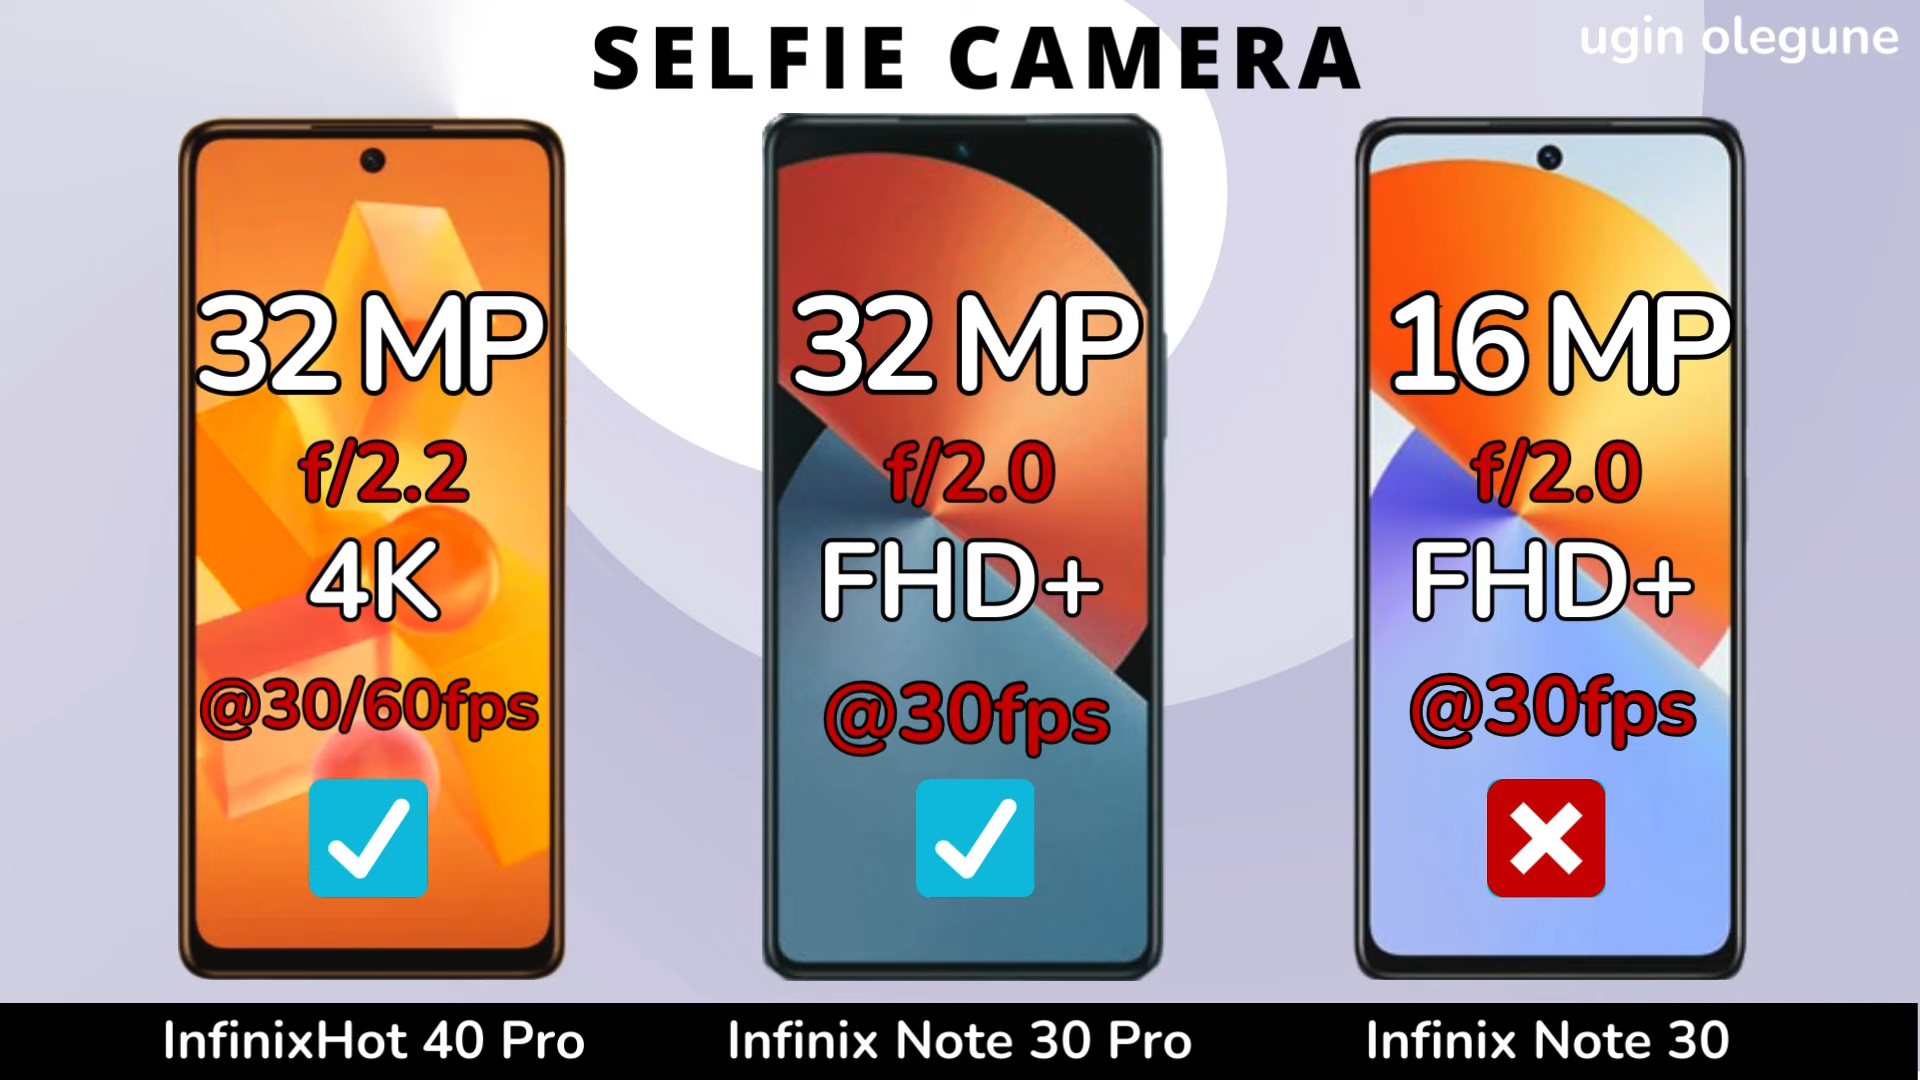 SELFIE CAMERA
ugin olegune
32 MP
f/2.2
4K
@30/60fps
32 MP
f/2.0
FHD+
@30fps
16 MP
f/2.0
FHD+
@30fps
InfinixHot 40 Pro
Infinix Note 30 Pro
Infinix Note 30